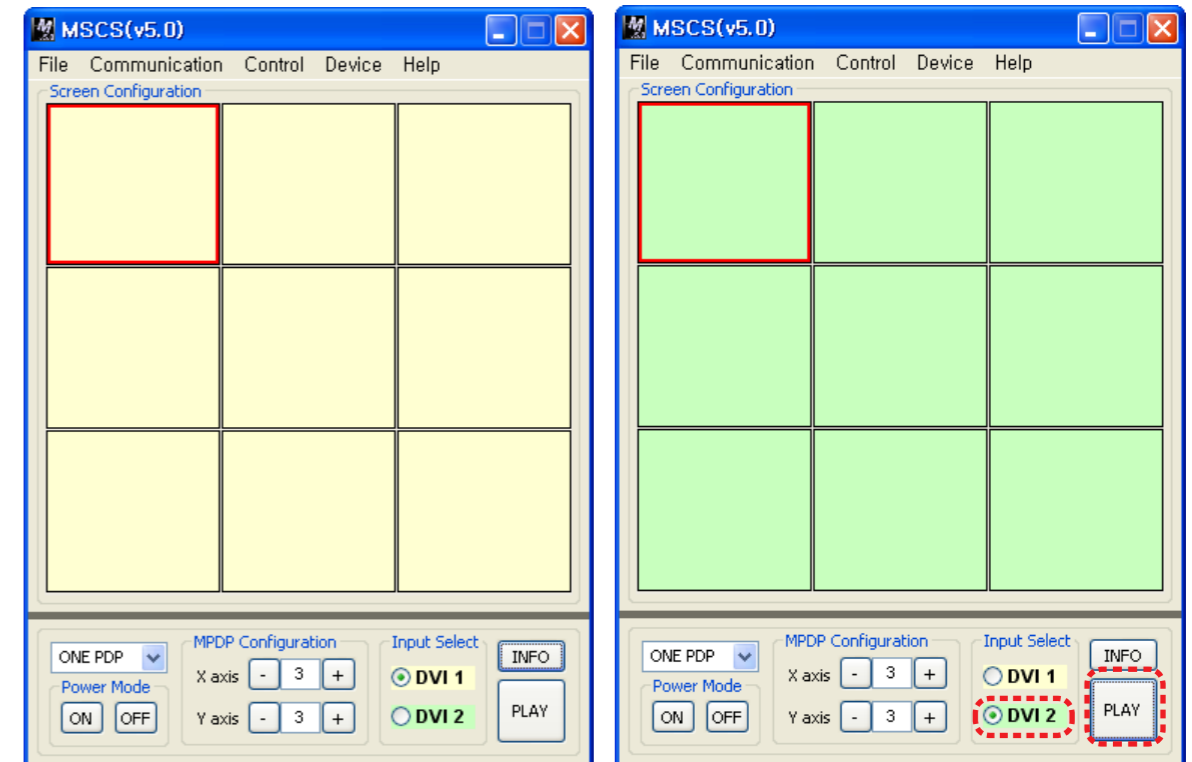 MSCS(v5.0)
File Communication Control Device Help
Screen Configuration
ONE PDP
Power Mode
ON OFF
MPDP Configuration
X axis - 3 +
Y axis - 3 +
Input Select
DVI 1
DVI 2
INFO
PLAY
MSCS(v5.0)
File Communication Control Device Help
Screen Configuration
ONE PDP
Power Mode
ON OFF
MPDP Configuration
X axis - 3 +
Y axis - 3 +
Input Select
DVI 1
DVI 2
INFO
PLAY